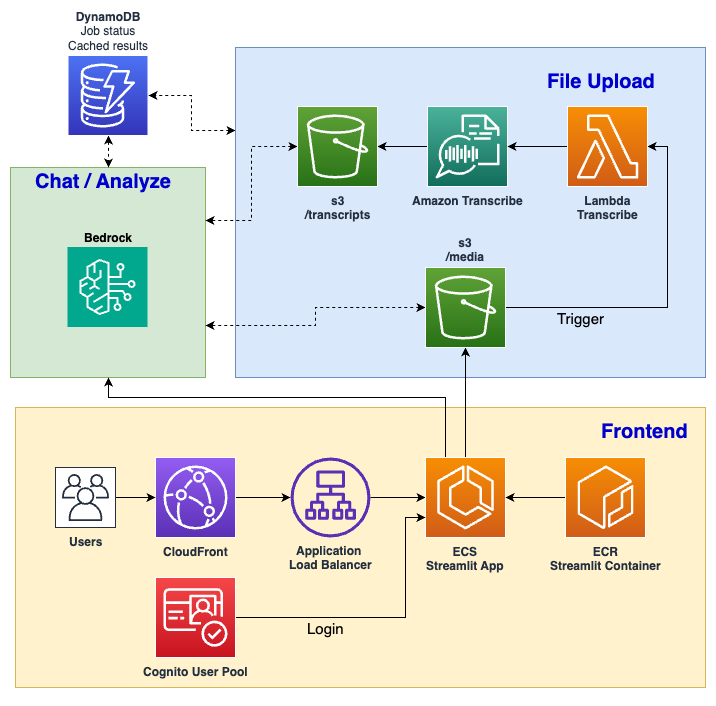 DynamoDB
Job status
Cached results
File Upload
Chat / Analyze
s3
/transcripts
Amazon Transcribe
Lambda
Transcribe
Bedrock
s3
/media
Trigger
Frontend
Users
CloudFront
Application
Load Balancer
ECS
Streamlit App
ECR
Streamlit Container
Login
Cognito User Pool